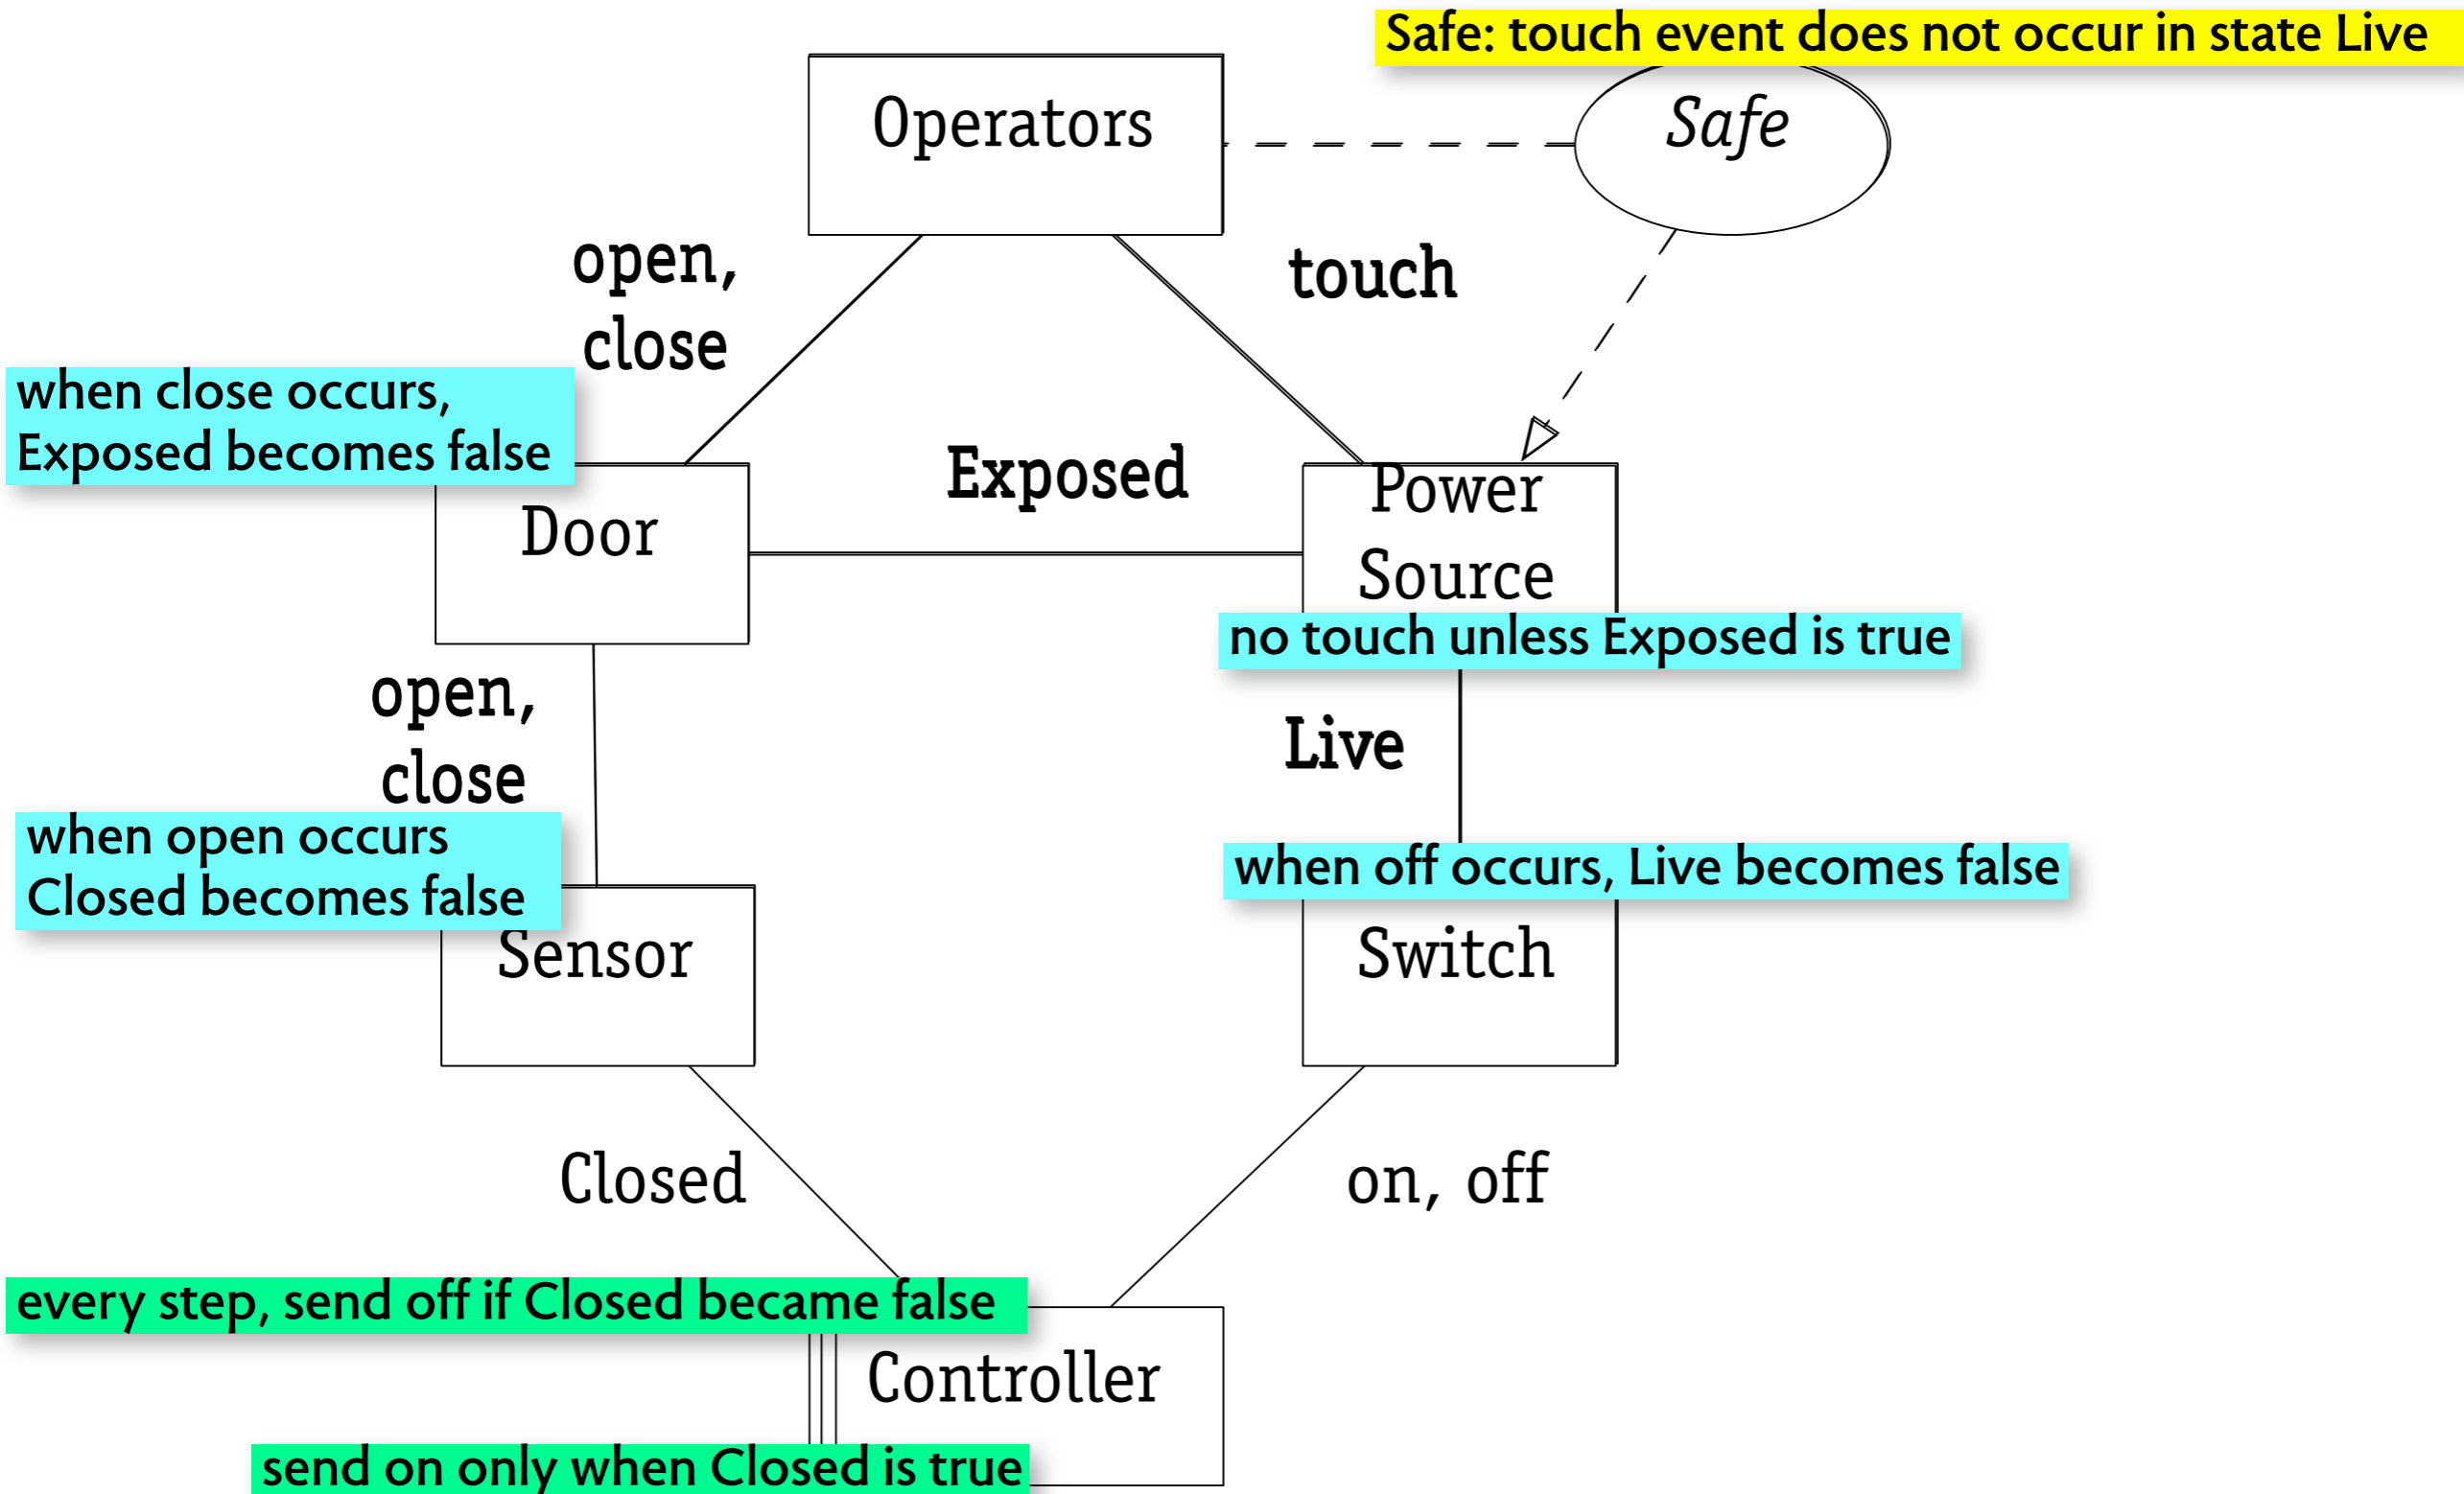 Safe: touch event does not occur in state Live
Operators
Safe
open,
close
touch
when close occurs,
Exposed becomes false
Exposed
Door
Power
Source
no touch unless Exposed is true
open,
close
Live
when open occurs
Closed becomes false
when off occurs, Live becomes false
Sensor
Switch
Closed
on, off
every step, send off if Closed became false
Controller
send on only when Closed is true